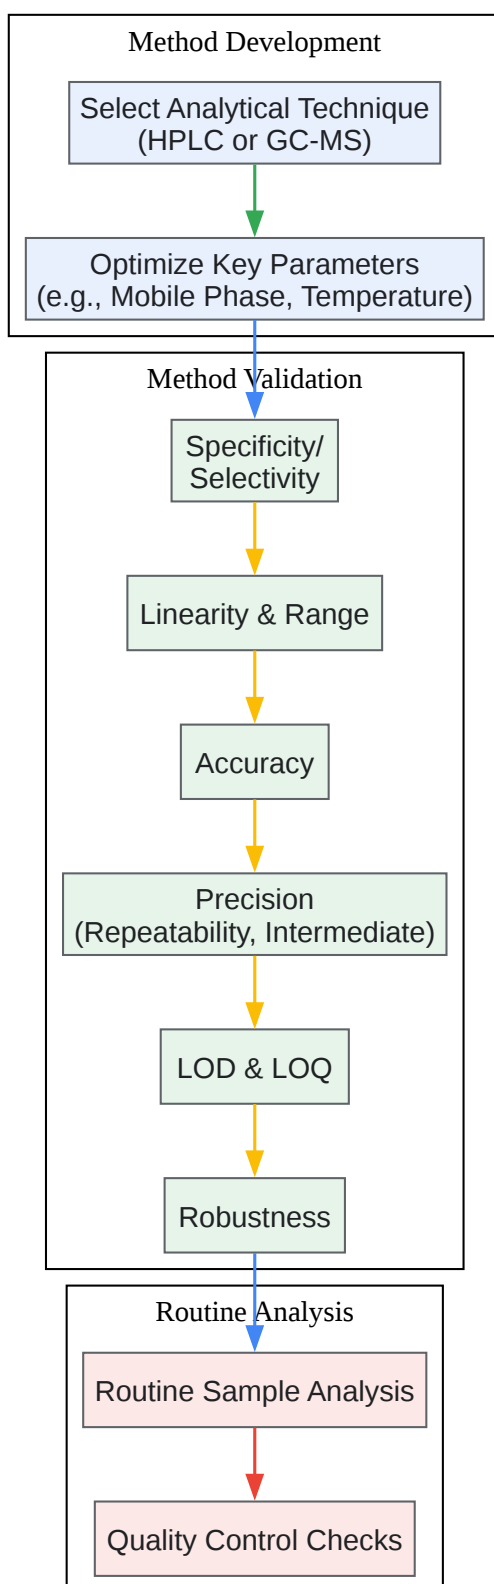 Method Development
Select Analytical Technique
(HPLC or GC-MS)
Optimize Key Parameters
(e.g., Mobile Phase, Temperature)
Method Validation
Specificity/
Selectivity
Linearity & Range
Accuracy
Precision
(Repeatability, Intermediate)
LOD & LOQ
Robustness
Routine Analysis
Routine Sample Analysis
Quality Control Checks